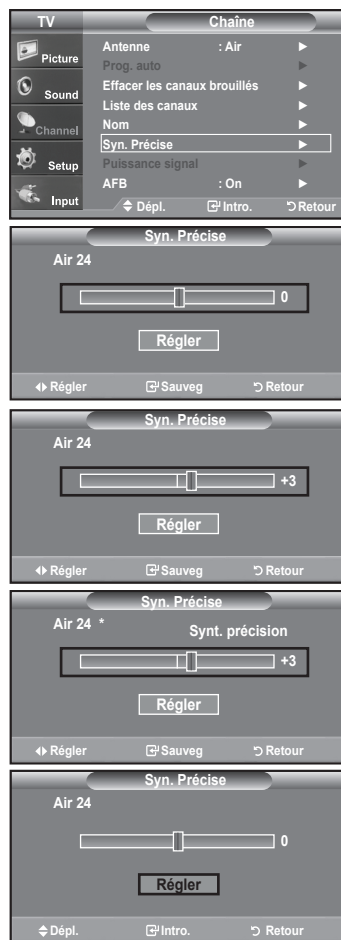 TV Chaîne
Picture
Sound
Channel
Setup
Input
Antenne : Air ►
Prog. auto ►
Effacer les canaux brouillés ►
Liste des canaux ►
Nom ►
Syn. Précise ►
Puissance signal ►
AFB : On ►
Dépl. Intro. Retour
Syn. Précise
Air 24
0
Régler
Régler Sauveg Retour
Syn. Précise
Air 24
+3
Régler
Régler Sauveg Retour
Syn. Précise
Air 24 * Synt. précision
+3
Régler
Régler Sauveg Retour
Syn. Précise
Air 24
0
Régler
Dépl. Intro. Retour